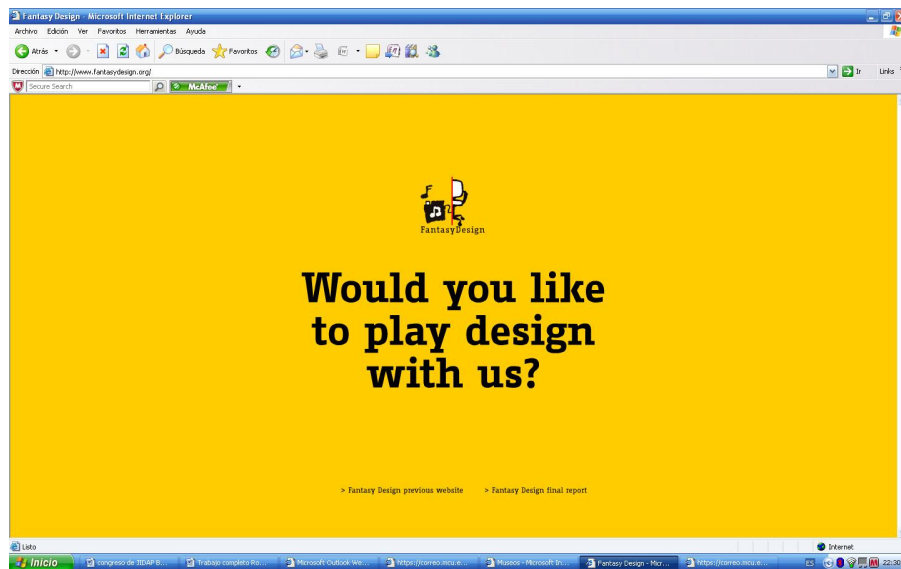 Fantasy Design - Microsoft Internet Explorer
Archivo Edición Ver Favoritos Herramientas Ayuda
Atrás Búsqueda Favoritos
Dirección http://www.fantasydesign.org/ Ir Links
Secure Search McAfee
FantasyDesign
Would you like
to play design
with us?
> Fantasy Design previous website > Fantasy Design final report
Listo Internet
Inicio congreso de JIDAP B... Trabajo completo Ro... Microsoft Outlook We... https://correo.mcu.e... Museos - Microsoft In... Fantasy Design - Micr... https://correo.mcu.e... ES 22:30